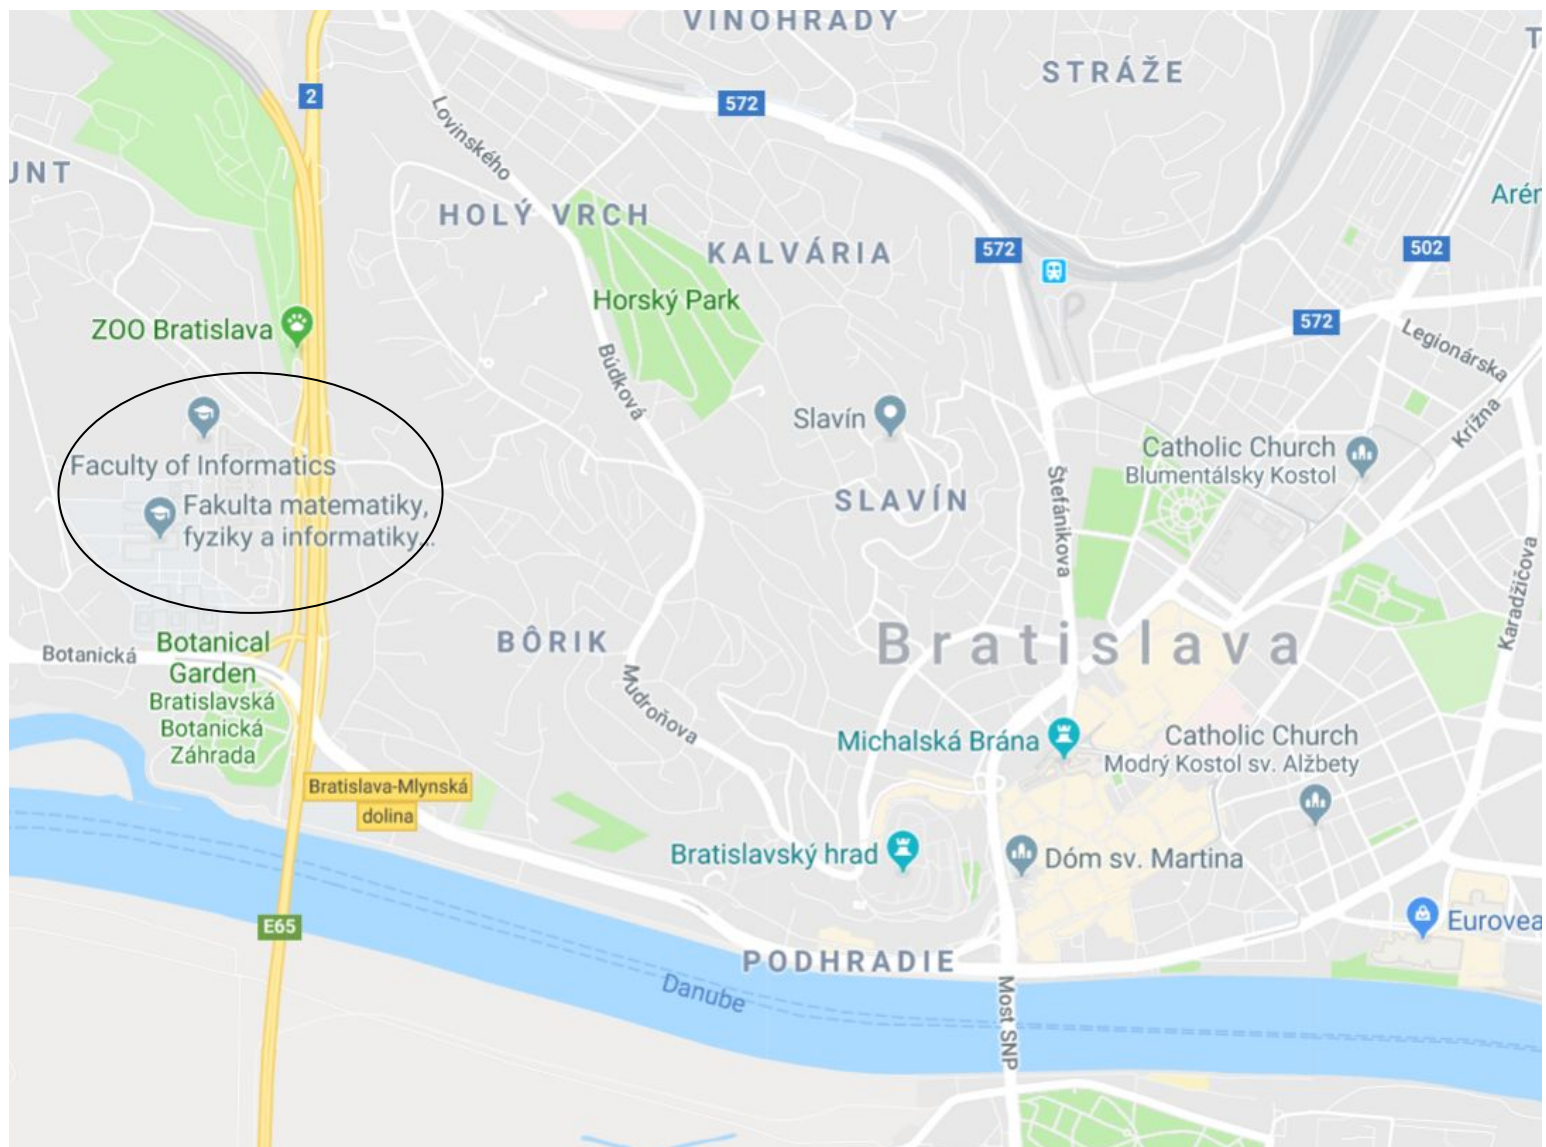 VINOHRADY
STRÁŽE
2
572
Lovinského
UNT
HOLÝ VRCH
KALVÁRIA
572
502
Horský Park
ZOO Bratislava
572
Legionárska
Búdková
Krížna
Slavín
Catholic Church
Blumentálsky Kostol
Faculty of Informatics
Fakulta matematiky,
fyziky a informatiky...
SLAVÍN
Štefánikova
Karadžičova
Botanická
Botanical
Garden
Bratislavská
Botanická
Záhrada
BÔRIK
Bratislava
Mudroňova
Michalská Brána
Catholic Church
Modrý Kostol sv. Alžbety
Bratislava-Mlynská
dolina
Bratislavský hrad
Dóm sv. Martina
E65
Eurovea
PODHRADIE
Danube
Most SNP